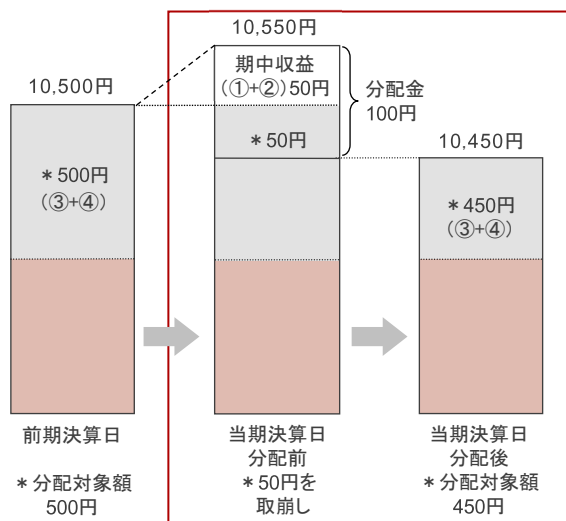 10,500円
＊500円
(③+④)
前期決算日
＊分配対象額
500円
10,550円
期中収益
(①+②)50円
＊50円
分配金
100円
当期決算日
分配前
＊50円を
取崩し
10,450円
＊450円
(③+④)
当期決算日
分配後
＊分配対象額
450円